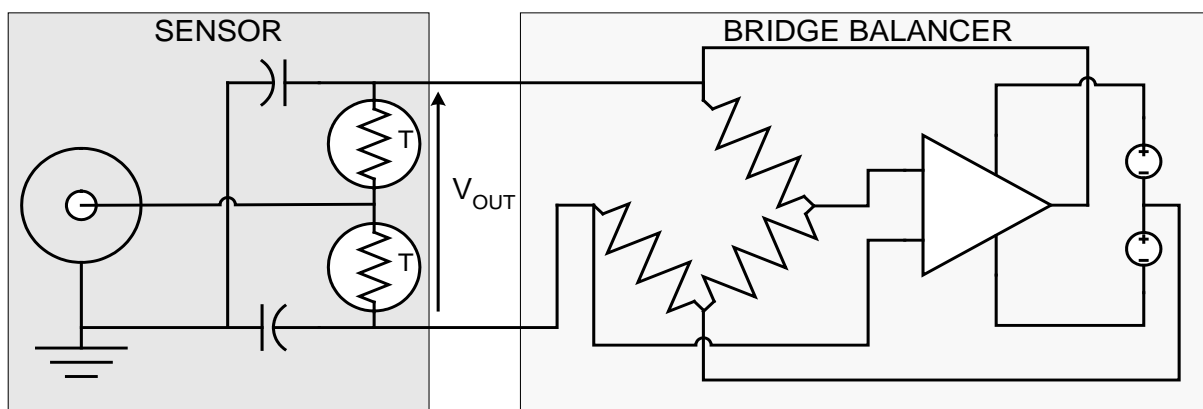 SENSOR
BRIDGE BALANCER
T
VOUT
T
+
-
+
-